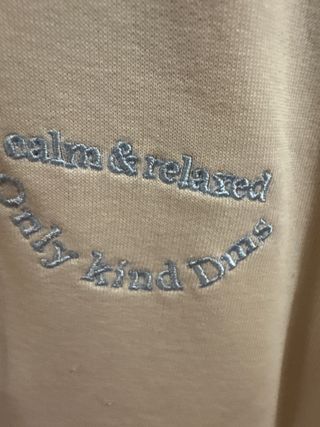 calm & relaxed
Only kind Dms